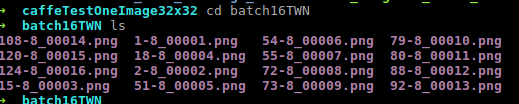 ➜ caffeTestOneImage32x32 cd batch16TWN
➜ batch16TWN ls
108-8_00014.png 1-8_00001.png 54-8_00006.png 79-8_00010.png
120-8_00015.png 18-8_00004.png 55-8_00007.png 80-8_00011.png
124-8_00016.png 2-8_00002.png 72-8_00008.png 88-8_00012.png
15-8_00003.png 51-8_00005.png 73-8_00009.png 92-8_00013.png
➜ batch16TWN